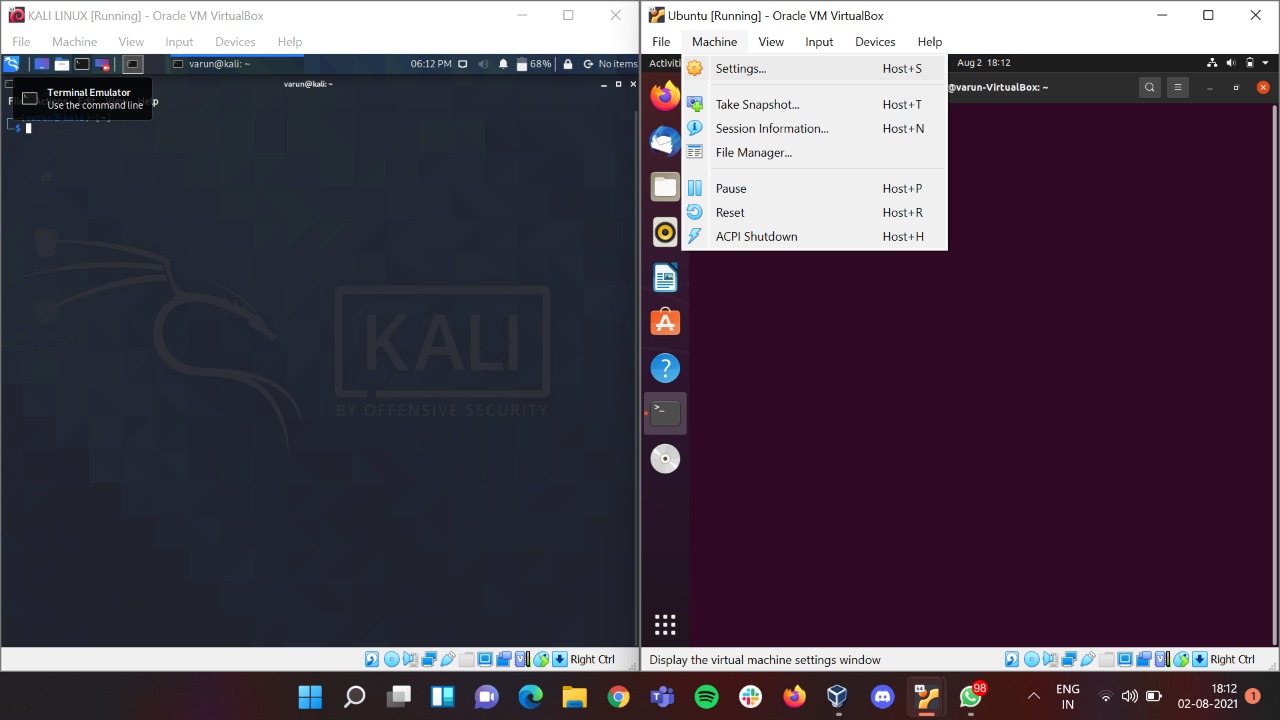 KALI LINUX [Running] - Oracle VM VirtualBox
File Machine View Input Devices Help
varun@kali: ~
06:12 PM
68%
No items
varun@kali: ~
Terminal Emulator
Use the command line
$
KALI
BY OFFENSIVE SECURITY
Right Ctrl
Ubuntu [Running] - Oracle VM VirtualBox
File Machine View Input Devices Help
Activiti
Aug 2 18:12
@varun-VirtualBox: ~
Settings... Host+S
Take Snapshot... Host+T
Session Information... Host+N
File Manager...
Pause Host+P
Reset Host+R
ACPI Shutdown Host+H
Display the virtual machine settings window
Right Ctrl
98
ENG
IN
18:12
02-08-2021
1